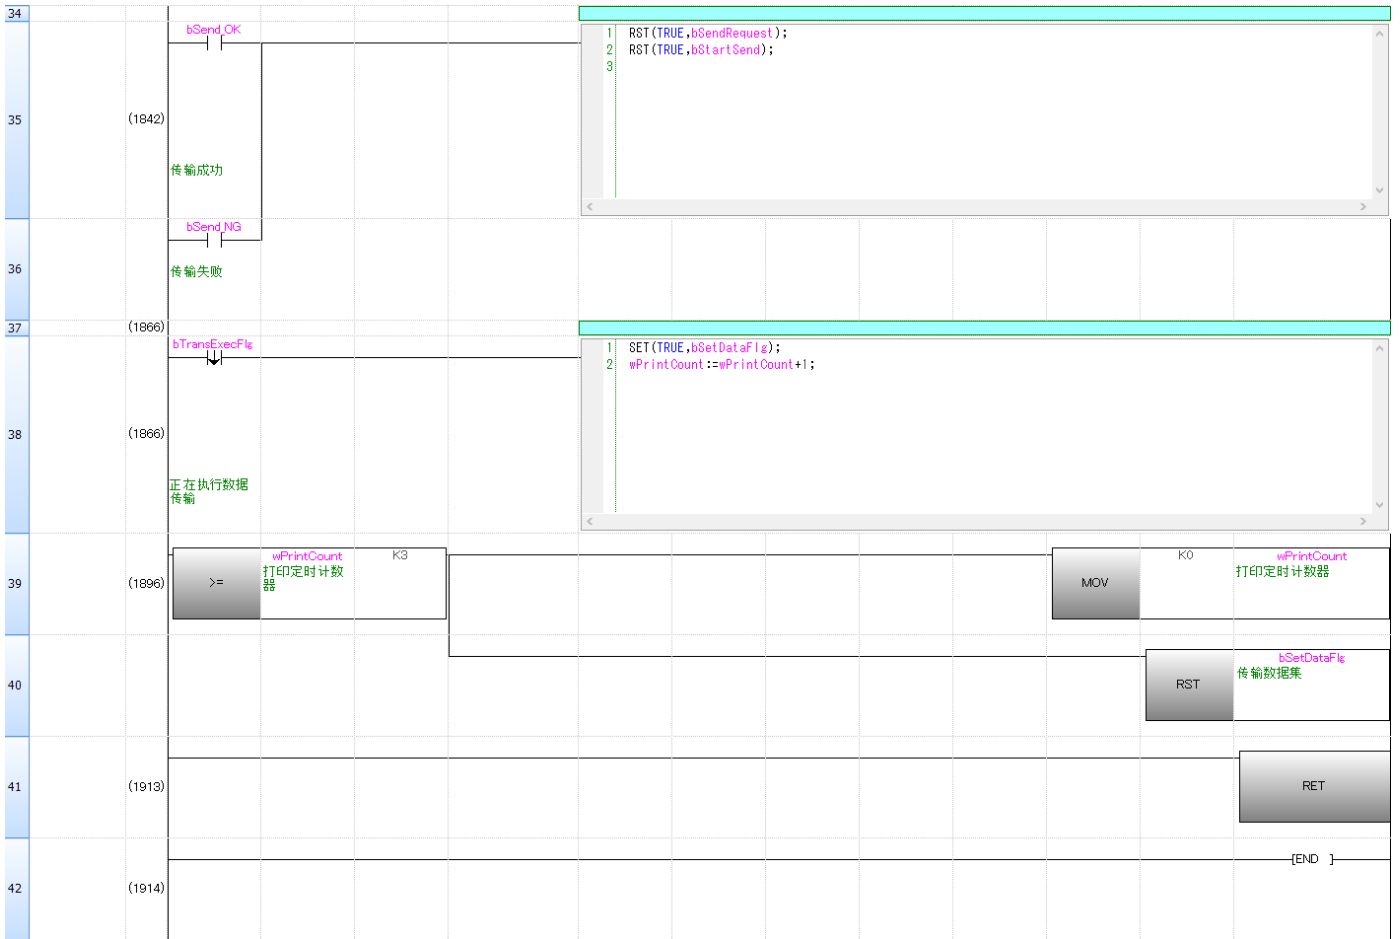 34
35
(1842)
bSend_OK
传输成功
1 RST(TRUE,bSendRequest);
2 RST(TRUE,bStartSend);
3
36
bSend_NG
传输失败
37
(1866)
38
(1866)
bTransExecFlg
正在执行数据
传输
1 SET(TRUE,bSetDataFlg);
2 wPrintCount:=wPrintCount+1;
39
(1896)
>=
wPrintCount
打印定时计数
器
K3
MOV
K0
wPrintCount
打印定时计数器
40
RST
bSetDataFlg
传输数据集
41
(1913)
RET
42
(1914)
[END ]